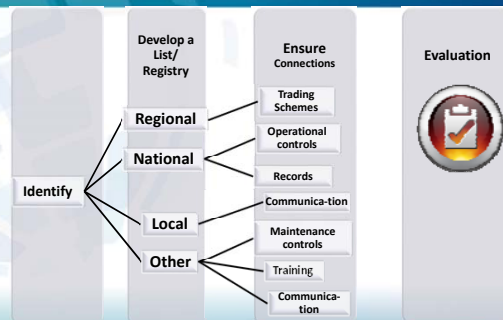 Identify
Develop a
List/
Registry
Regional
National
Local
Other
Ensure
Connections
Trading
Schemes
Operational
controls
Records
Communica-tion
Maintenance
controls
Training
Communica-
tion
Evaluation